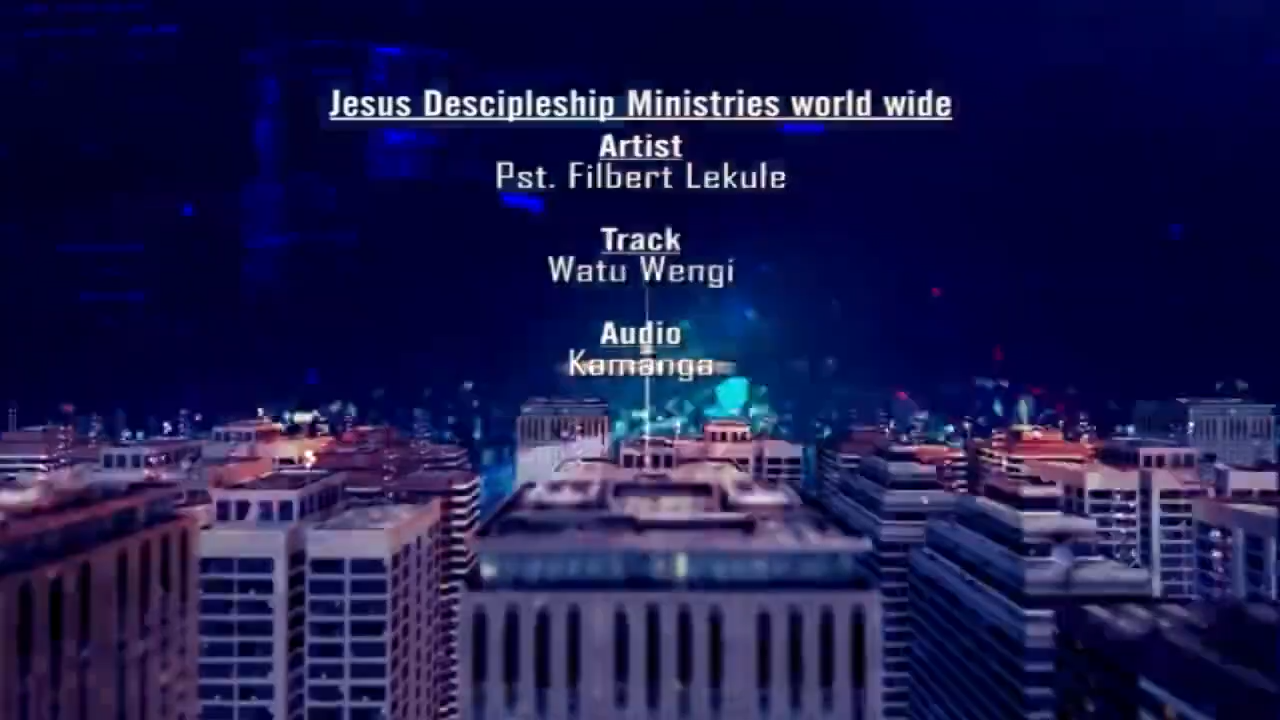 Jesus Descipleship Ministries world wide
Artist
Pst. Filbert Lekule
Track
Watu Wengi
Audio
Kamanga